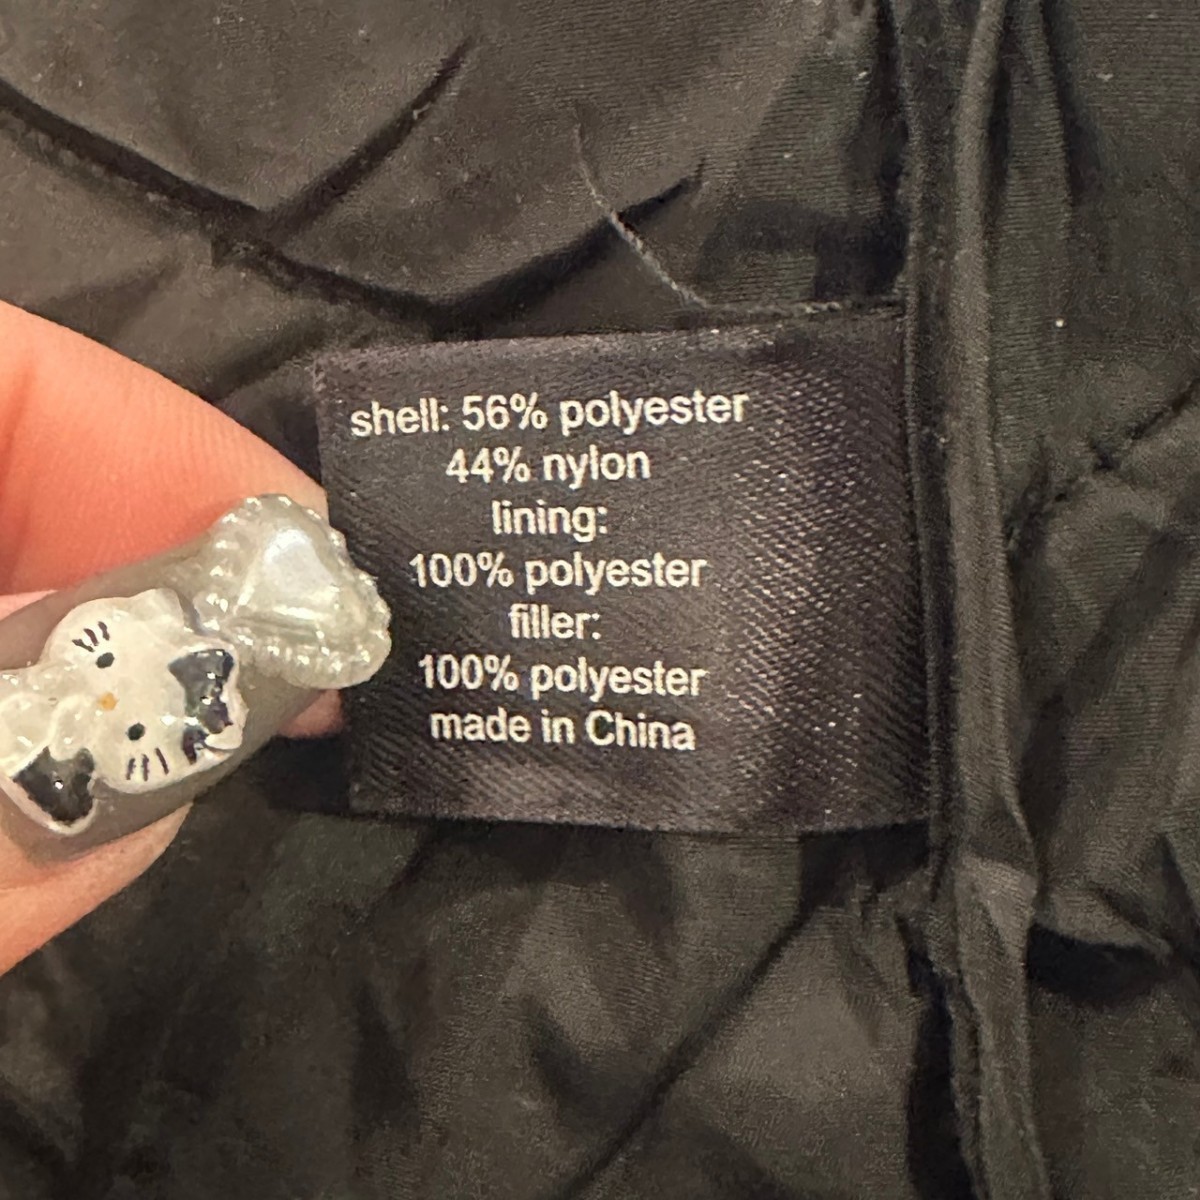 shell: 56% polyester
44% nylon
lining:
100% polyester
filler:
100% polyester
made in China